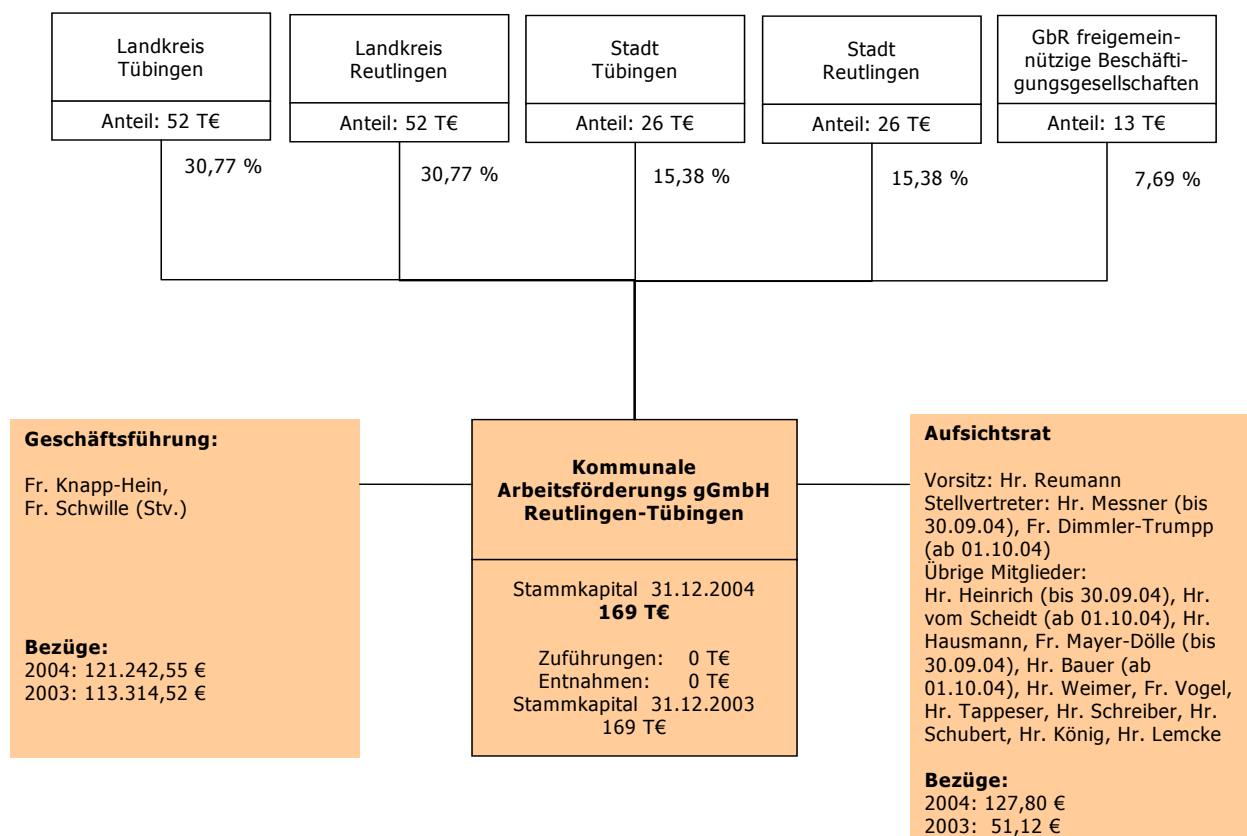 Landkreis
Tübingen
Anteil: 52 T€
30,77 %
Landkreis
Reutlingen
Anteil: 52 T€
30,77 %
Stadt
Tübingen
Anteil: 26 T€
15,38 %
Stadt
Reutlingen
Anteil: 26 T€
15,38 %
GbR freigemein-
nützige Beschäfti-
gungsgesellschaften
Anteil: 13 T€
7,69 %
Geschäftsführung:
Fr. Knapp-Hein,
Fr. Schwille (Stv.)
Bezüge:
2004: 121.242,55 €
2003: 113.314,52 €
Kommunale
Arbeitsförderungs gGmbH
Reutlingen-Tübingen
Stammkapital 31.12.2004
169 T€
Zuführungen: 0 T€
Entnahmen: 0 T€
Stammkapital 31.12.2003
169 T€
Aufsichtsrat
Vorsitz: Hr. Reumann
Stellvertreter: Hr. Messner (bis
30.09.04), Fr. Dimmler-Trumpp
(ab 01.10.04)
Übrige Mitglieder:
Hr. Heinrich (bis 30.09.04), Hr.
vom Scheidt (ab 01.10.04), Hr.
Hausmann, Fr. Mayer-Dölle (bis
30.09.04), Hr. Bauer (ab
01.10.04), Hr. Weimer, Fr. Vogel,
Hr. Tappeser, Hr. Schreiber, Hr.
Schubert, Hr. König, Hr. Lemcke
Bezüge:
2004: 127,80 €
2003: 51,12 €